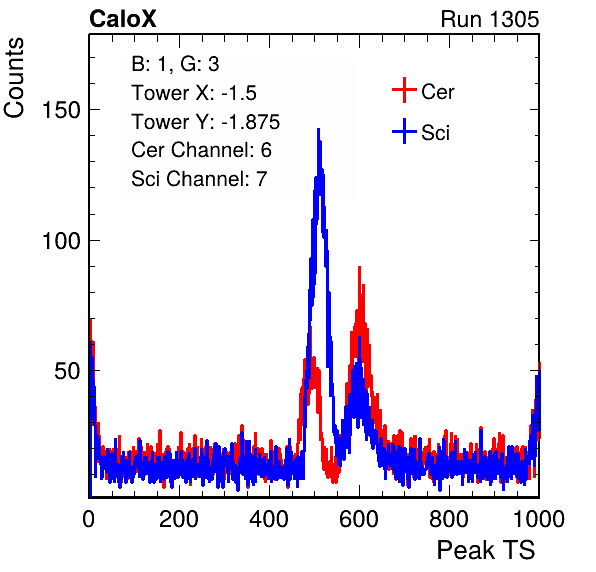 CaloX Run 1305
Counts
B: 1, G: 3
Tower X: -1.5
Tower Y: -1.875
Cer Channel: 6
Sci Channel: 7
Cer
Sci
150
100
50
0 200 400 600 800 1000
Peak TS